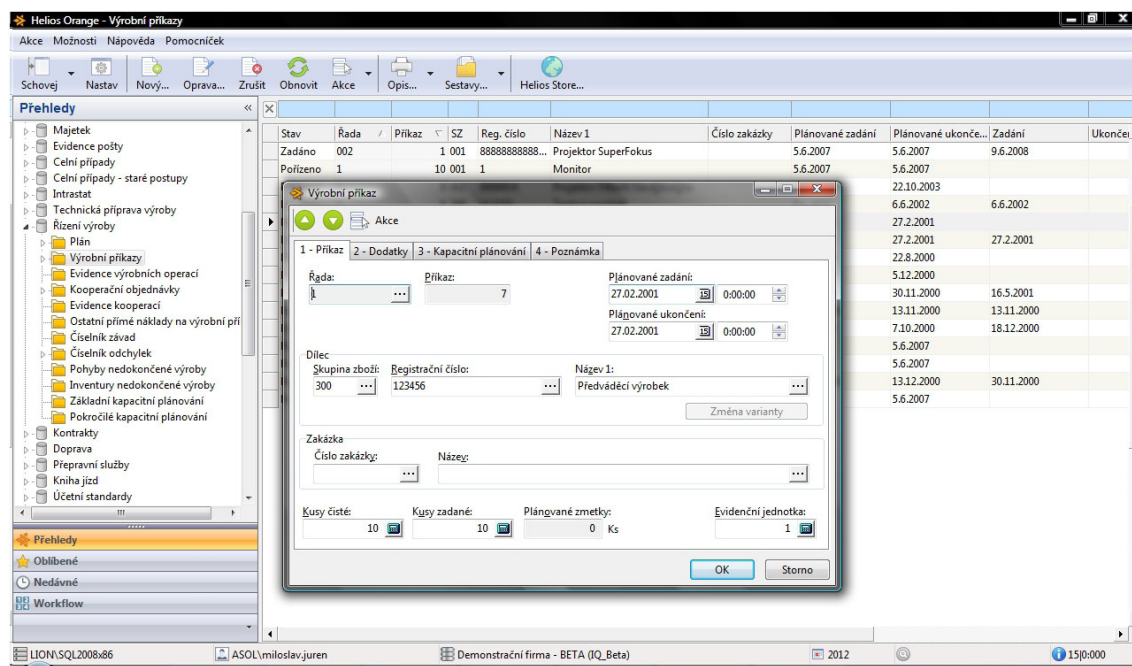 Helios Orange - Výrobní příkazy
Akce Možnosti Nápověda Pomocníček
Schovej Nastav Nový... Oprava... Zrušit Obnovit Akce Opis... Sestavy... Helios Store...
Přehledy «
Majetek
Evidence pošty
Celní případy
Celní případy - staré postupy
Intrastat
Technická příprava výroby
Řízení výroby
Plán
Výrobní příkazy
Evidence výrobních operací
Kooperační objednávky
Evidence kooperací
Ostatní přímé náklady na výrobní pří
Číselník závad
Číselník odchylek
Pohyby nedokončené výroby
Inventury nedokončené výroby
Základní kapacitní plánování
Pokročilé kapacitní plánování
Kontrakty
Doprava
Přepravní služby
Kniha jízd
Účetní standardy
Přehledy
Oblíbené
Nedávné
Workflow
Stav Řada Příkaz SZ Reg. číslo Název 1 Číslo zakázky Plánované zadání Plánované ukonče... Zadání Ukonče
Zadáno 002 1 001 88888888888... Projektor SuperFokus 5.6.2007 5.6.2007 9.6.2008
Pořízeno 1 10 001 1 Monitor 5.6.2007 5.6.2007
22.10.2003
6.6.2002 6.6.2002
27.2.2001
27.2.2001 27.2.2001
22.8.2000
5.12.2000
30.11.2000 16.5.2001
13.11.2000 13.11.2000
7.10.2000 18.12.2000
5.6.2007
5.6.2007
13.12.2000 30.11.2000
5.6.2007
Výrobní příkaz
Akce
1 - Příkaz 2 - Dodatky 3 - Kapacitní plánování 4 - Poznámka
Řada: Příkaz: Plánované zadání:
1 ... 7 27.02.2001 15 0:00:00
Plánované ukončení:
27.02.2001 15 0:00:00
Dílec
Skupina zboží: Registrační číslo: Název 1:
300 ... 123456 ... Předváděcí výrobek ...
Změna varianty
Zakázka
Číslo zakázky: Název:
... ...
Kusy čisté: Kusy zadané: Plánované zmetky: Evidenční jednotka:
10 10 0 Ks 1
OK Storno
LION\SQL2008x86 ASOL\miloslav.juren Demonstrační firma - BETA (IQ_Beta) 2012 15|0:000